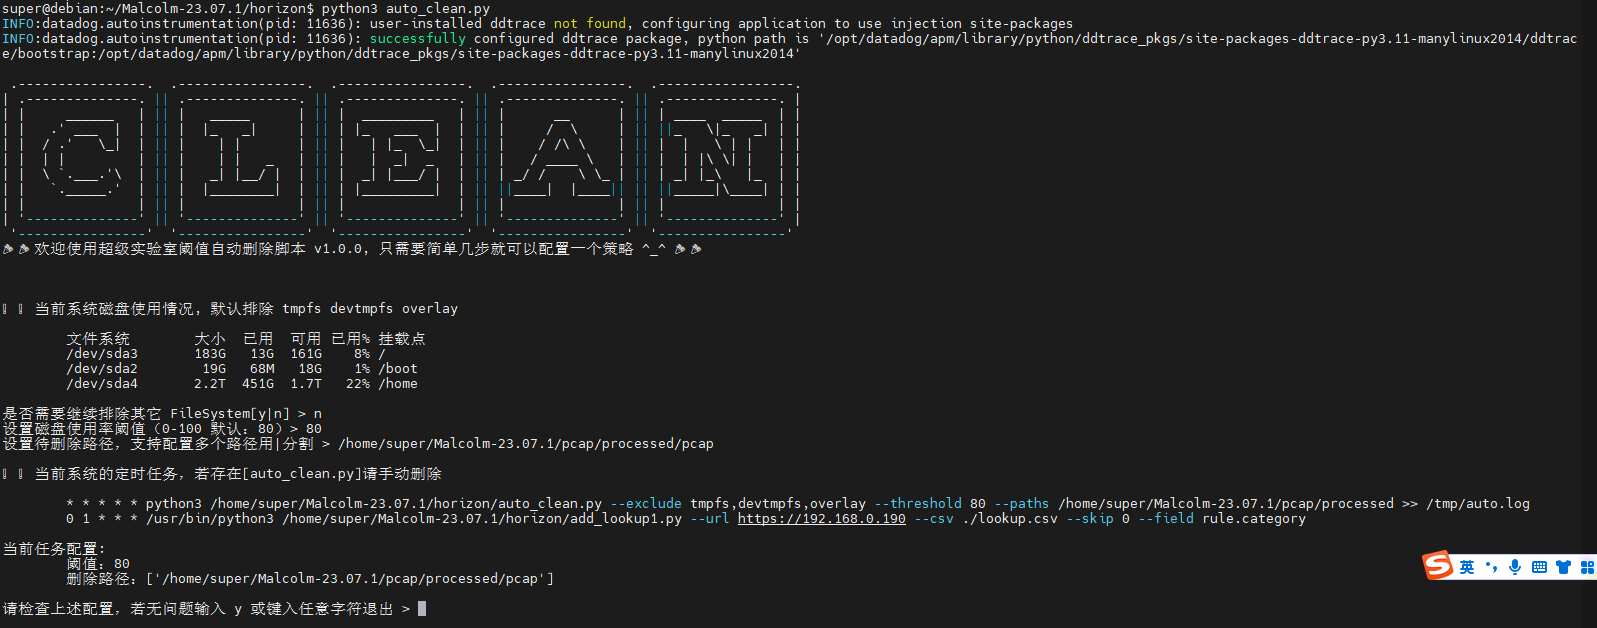 super@debian:~/Malcolm-23.07.1/horizon$ python3 auto_clean.py
INFO:datadog.autoinstrumentation(pid: 11636): user-installed ddtrace not found, configuring application to use injection site-packages
INFO:datadog.autoinstrumentation(pid: 11636): successfully configured ddtrace package, python path is '/opt/datadog/apm/library/python/ddtrace_pkgs/site-packages-ddtrace-py3.11-manylinux2014/ddtrac
e/bootstrap:/opt/datadog/apm/library/python/ddtrace_pkgs/site-packages-ddtrace-py3.11-manylinux2014'
CLEAN
欢迎使用超级实验室阈值自动删除脚本 v1.0.0，只需要简单几步就可以配置一个策略 ^_^
当前系统磁盘使用情况，默认排除 tmpfs devtmpfs overlay
文件系统 大小 已用 可用 已用% 挂载点
/dev/sda3 183G 13G 161G 8% /
/dev/sda2 19G 68M 18G 1% /boot
/dev/sda4 2.2T 451G 1.7T 22% /home
是否需要继续排除其它 FileSystem[y|n] > n
设置磁盘使用率阈值（0-100 默认：80）> 80
设置待删除路径，支持配置多个路径用|分割 > /home/super/Malcolm-23.07.1/pcap/processed/pcap
当前系统的定时任务，若存在[auto_clean.py]请手动删除
* * * * * python3 /home/super/Malcolm-23.07.1/horizon/auto_clean.py --exclude tmpfs,devtmpfs,overlay --threshold 80 --paths /home/super/Malcolm-23.07.1/pcap/processed >> /tmp/auto.log
0 1 * * * /usr/bin/python3 /home/super/Malcolm-23.07.1/horizon/add_lookup1.py --url https://192.168.0.190 --csv ./lookup.csv --skip 0 --field rule.category
当前任务配置：
阈值：80
删除路径：['/home/super/Malcolm-23.07.1/pcap/processed/pcap']
请检查上述配置，若无问题输入 y 或键入任意字符退出 >
S 英